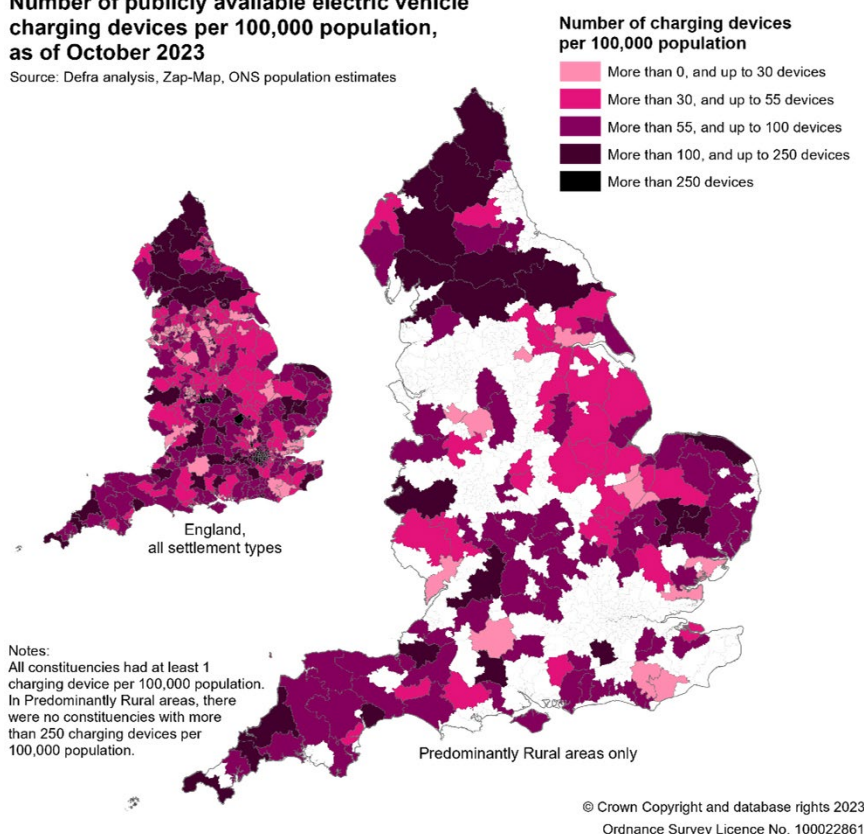 Number of publicly available electric vehicle
charging devices per 100,000 population,
as of October 2023
Source: Defra analysis, Zap-Map, ONS population estimates
Number of charging devices
per 100,000 population
More than 0, and up to 30 devices
More than 30, and up to 55 devices
More than 55, and up to 100 devices
More than 100, and up to 250 devices
More than 250 devices
England,
all settlement types
Notes:
All constituencies had at least 1
charging device per 100,000 population.
In Predominantly Rural areas, there
were no constituencies with more
than 250 charging devices per
100,000 population.
Predominantly Rural areas only
© Crown Copyright and database rights 2023
Ordnance Survey Licence No. 100022861